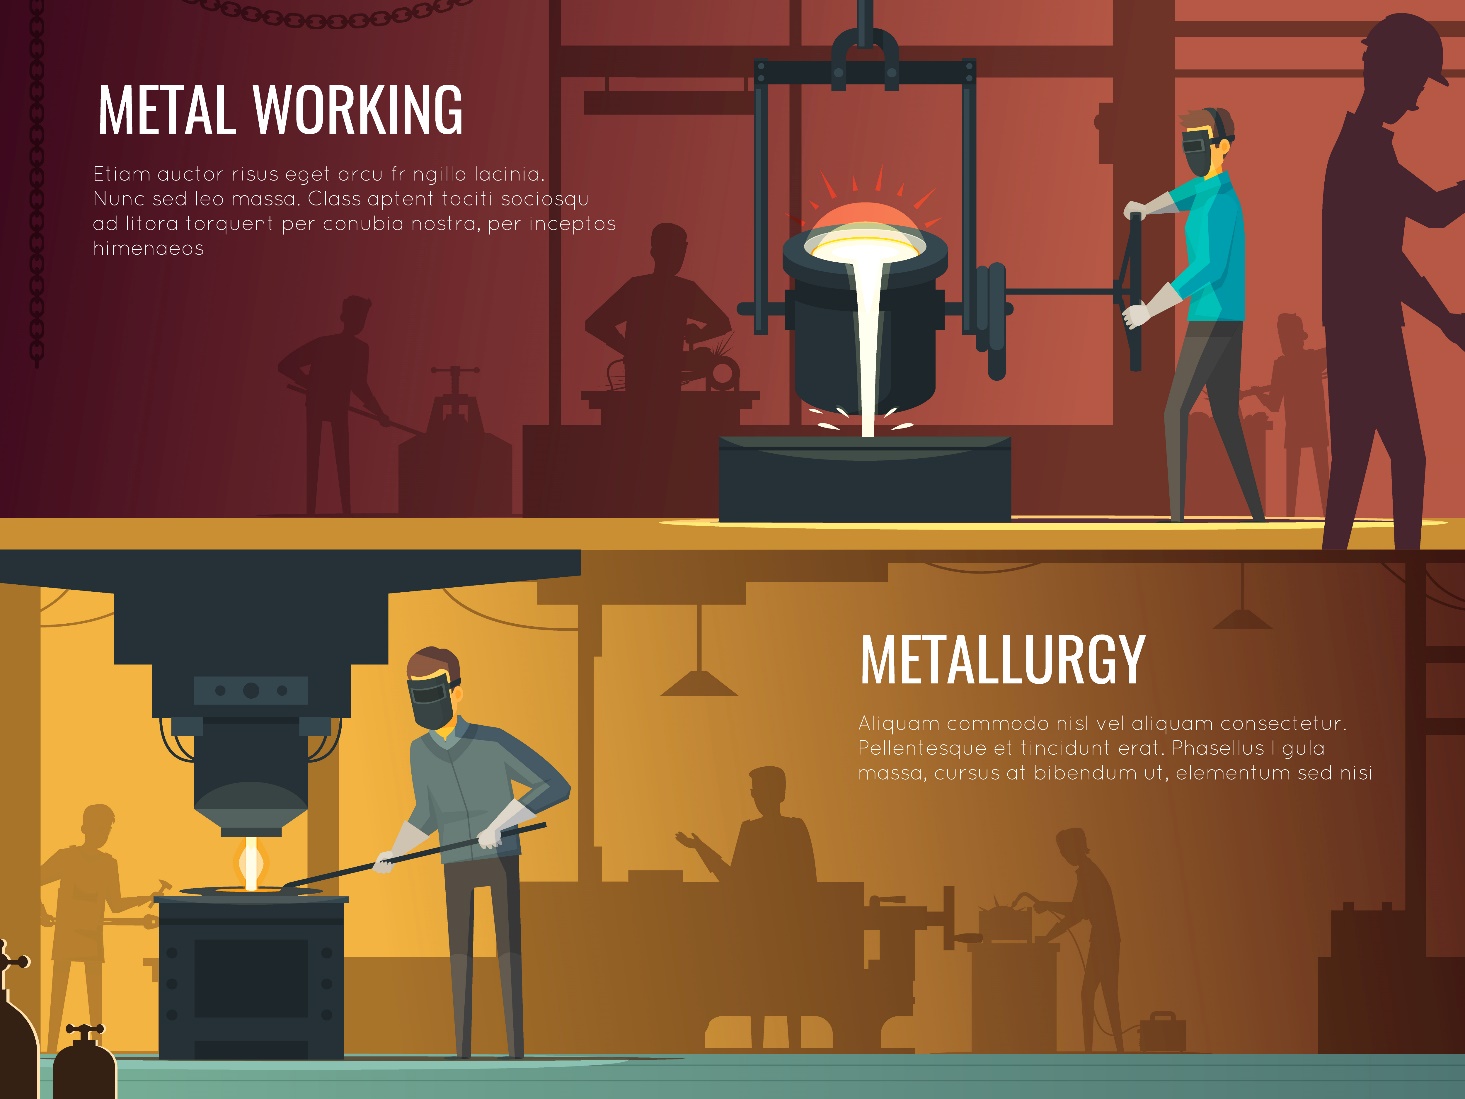 METAL WORKING
Etiam auctor risus eget arcu fr ngilla lacinia.
Nunc sed leo massa. Class aptent taciti sociosqu
ad litora torquent per conubia nostra, per inceptos
himenaeos
METALLURGY
Aliquam commodo nisl vel aliquam consectetur.
Pellentesque et tincidunt erat. Phasellus l gula
massa, cursus at bibendum ut, elementum sed nisi